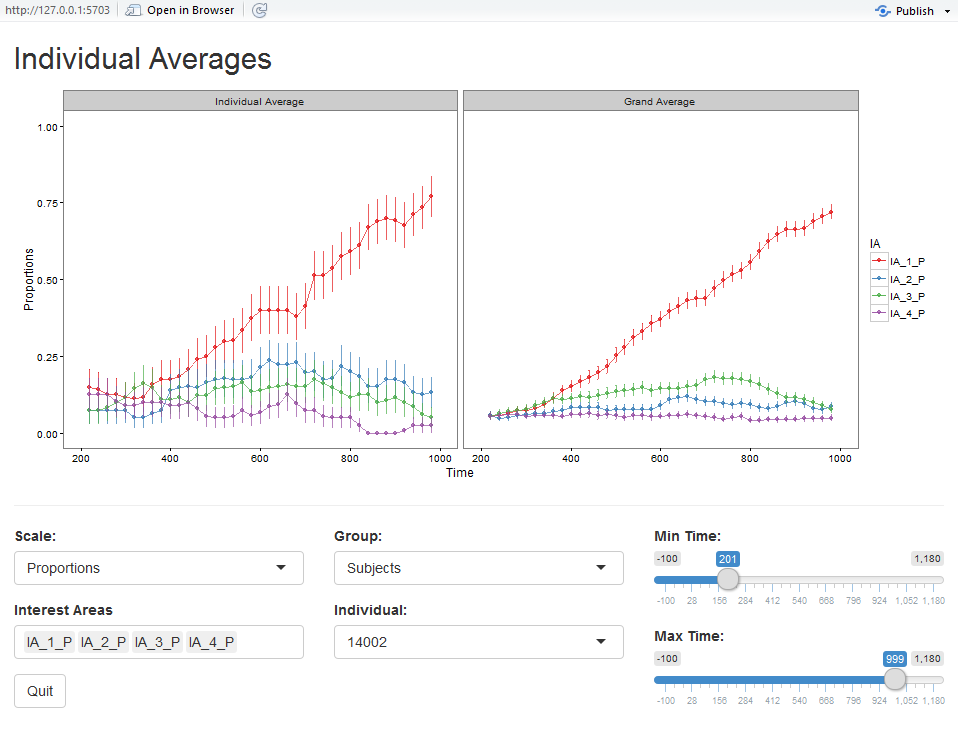 http://127.0.0.1:5703 Open in Browser Publish
Individual Averages
Individual Average Grand Average
1.00
0.75
0.50
0.25
0.00
Proportions
200 400 600 800 1000 200 400 600 800 1000
Time
IA
IA_1_P
IA_2_P
IA_3_P
IA_4_P
Scale:
Proportions
Interest Areas
IA_1_P IA_2_P IA_3_P IA_4_P
Quit
Group:
Subjects
Individual:
14002
Min Time:
-100 201 1,180
-100 28 156 284 412 540 668 796 924 1,052 1,180
Max Time:
-100 999 1,180
-100 28 156 284 412 540 668 796 924 1,052 1,180